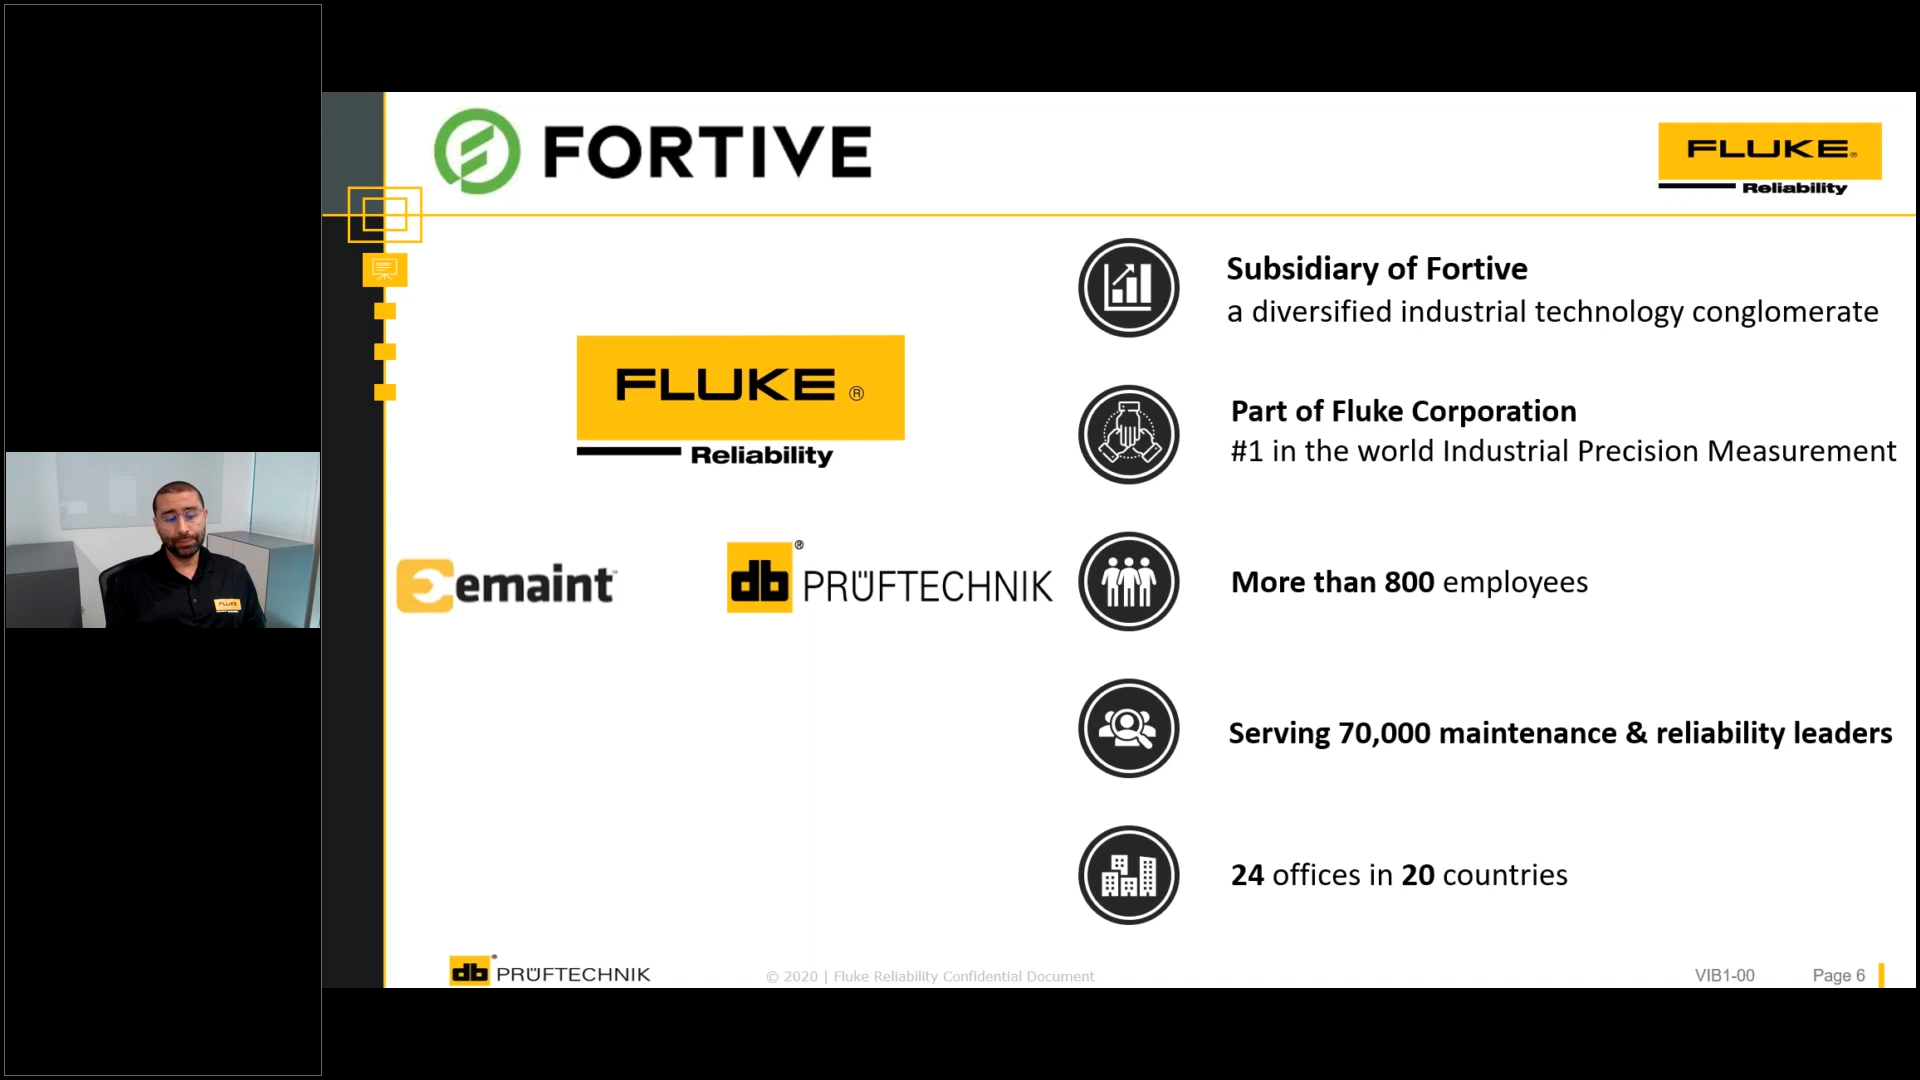 FORTIVE
FLUKE®
Reliability
Subsidiary of Fortive
a diversified industrial technology conglomerate
FLUKE®
Reliability
Part of Fluke Corporation
#1 in the world Industrial Precision Measurement
emaint™
db® PRÜFTECHNIK
More than 800 employees
FLUKE
Serving 70,000 maintenance & reliability leaders
24 offices in 20 countries
db® PRÜFTECHNIK
© 2020 | Fluke Reliability Confidential Document
VIB1-00
Page 6